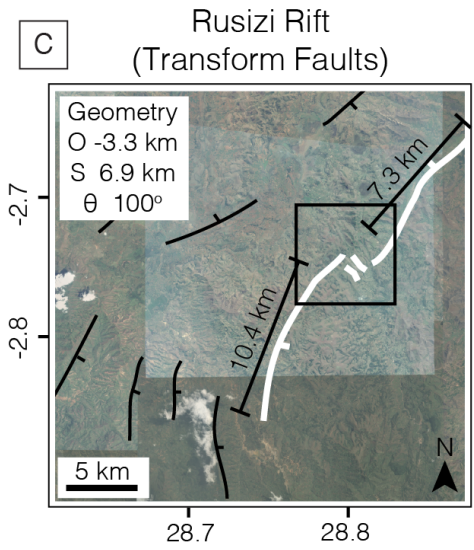 C
Rusizi Rift
(Transform Faults)
Geometry
O -3.3 km
S 6.9 km
θ 100°
7.3 km
10.4 km
-2.7
-2.8
5 km
N
28.7
28.8